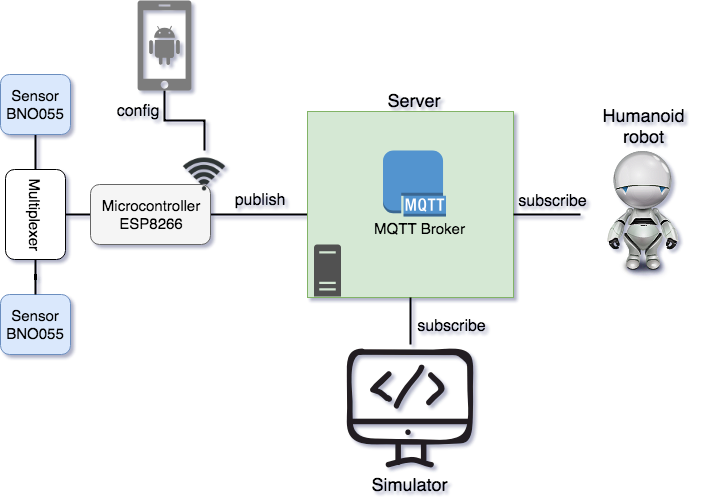 config
Server
Sensor
BNO055
Humanoid
robot
Multiplexer
Microcontroller
ESP8266
publish
MQTT
MQTT Broker
subscribe
Sensor
BNO055
subscribe
</>
Simulator